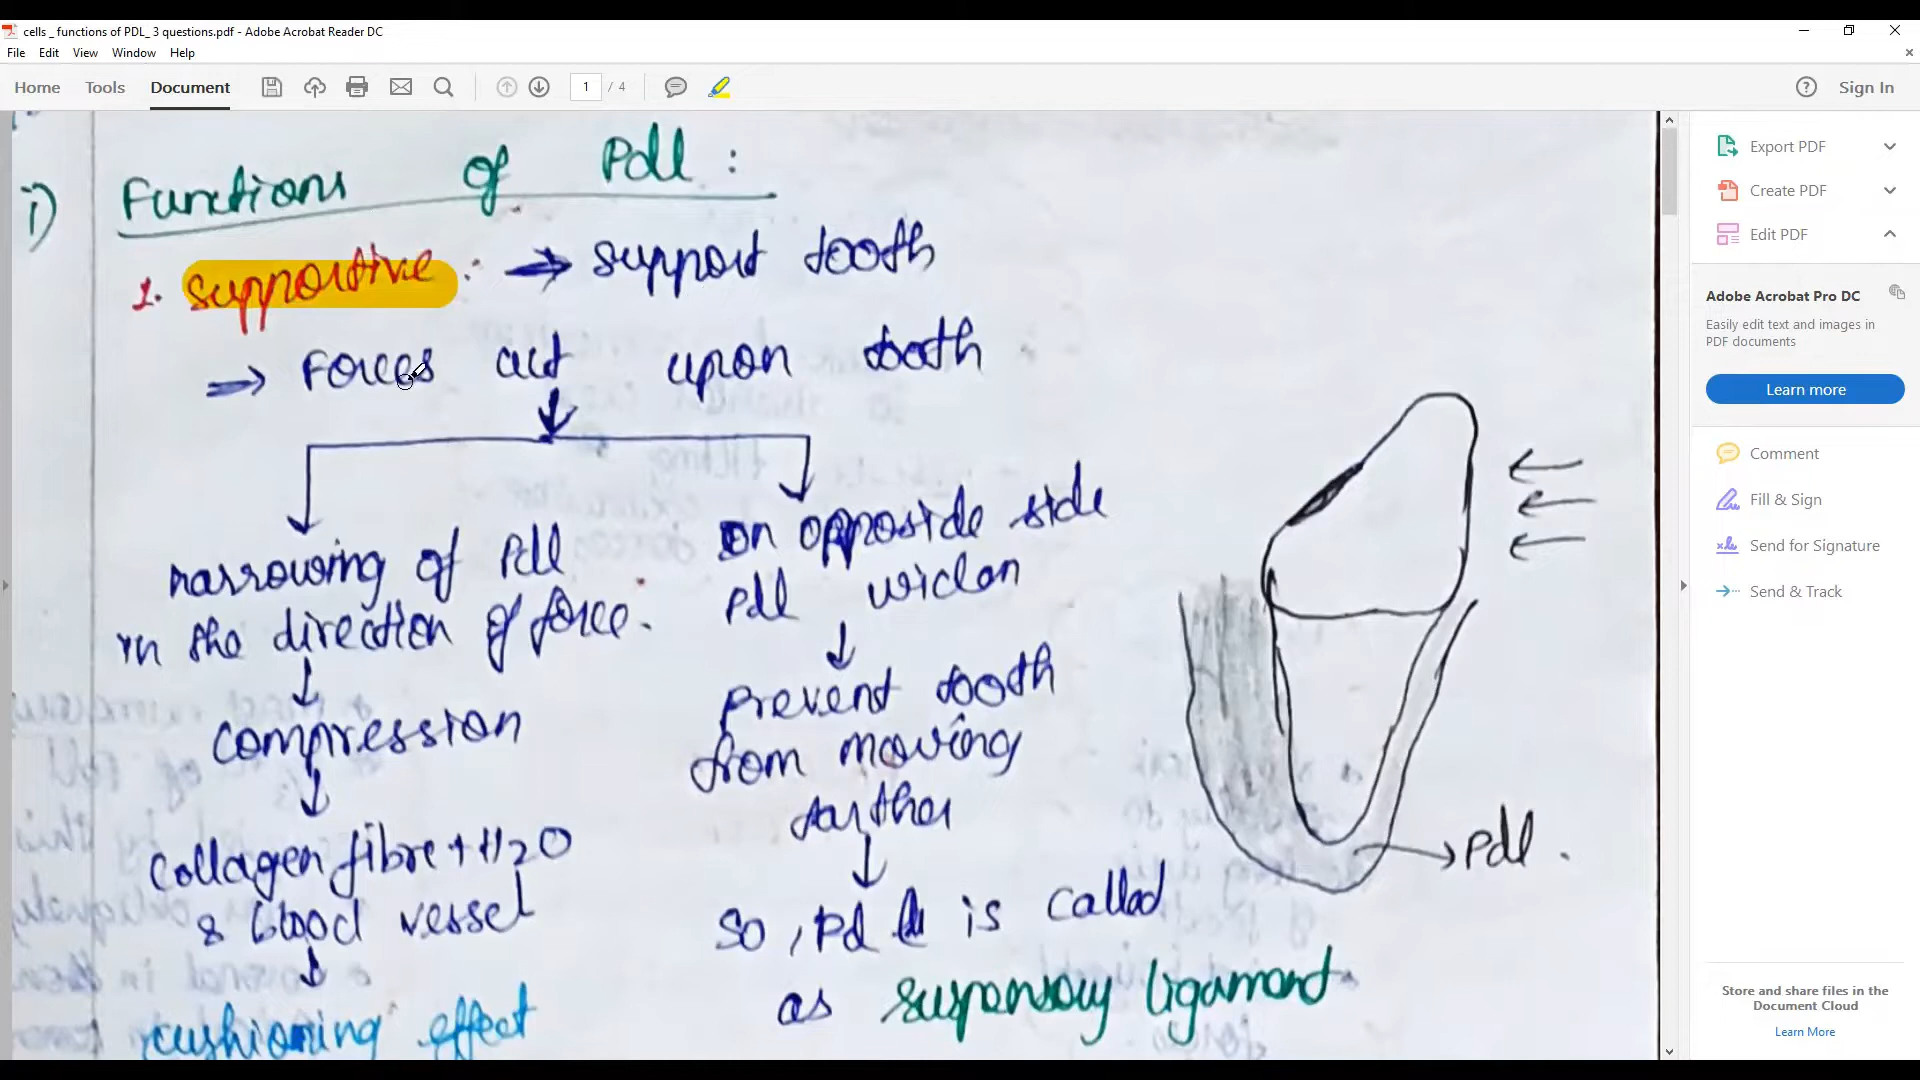 cells _ functions of PDL_ 3 questions.pdf - Adobe Acrobat Reader DC
File Edit View Window Help
Home Tools Document 1 / 4 Sign In
i) Functions of Pdl :
1. supportive : → support tooth
⇒ Forces act upon tooth
narrowing of Pdl
in the direction of force.
compression
collagen fibre + H2O
& blood vessel
cushioning effect
on opposide side
pdl widen
prevent tooth
from moving
farther
so, pdl is called
as suspensory ligament
→ pdl .
Export PDF
Create PDF
Edit PDF
Adobe Acrobat Pro DC
Easily edit text and images in
PDF documents
Learn more
Comment
Fill & Sign
Send for Signature
Send & Track
Store and share files in the
Document Cloud
Learn More